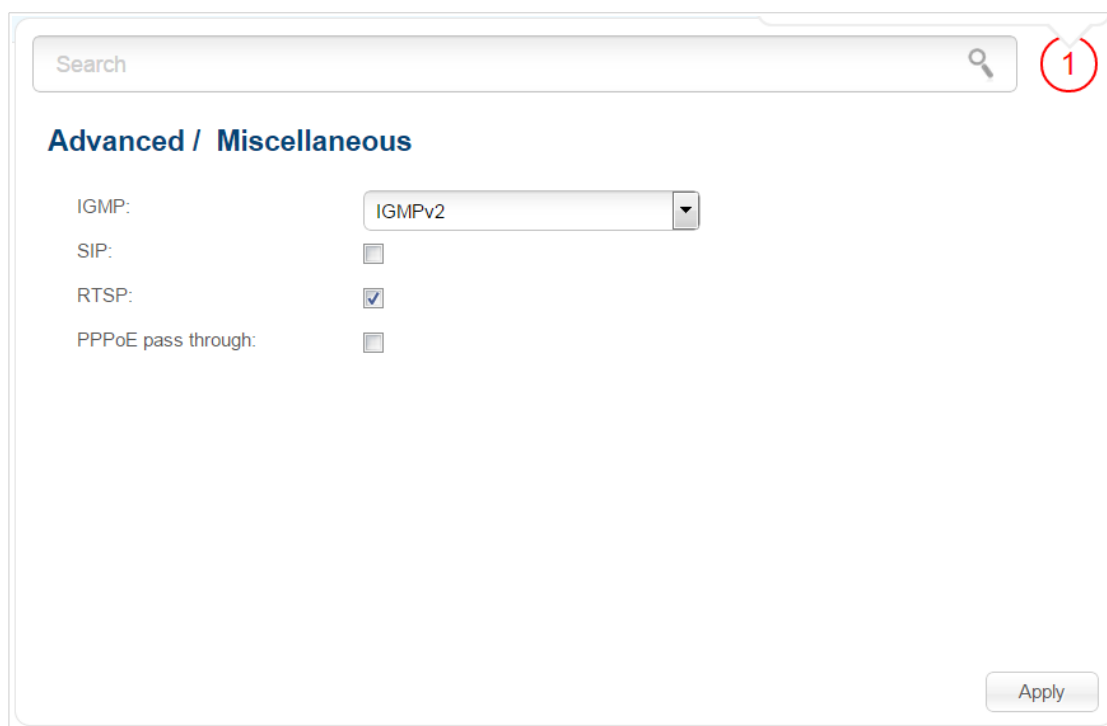 Search
1
Advanced / Miscellaneous
IGMP:
IGMPv2
SIP:
RTSP:
PPPoE pass through:
Apply